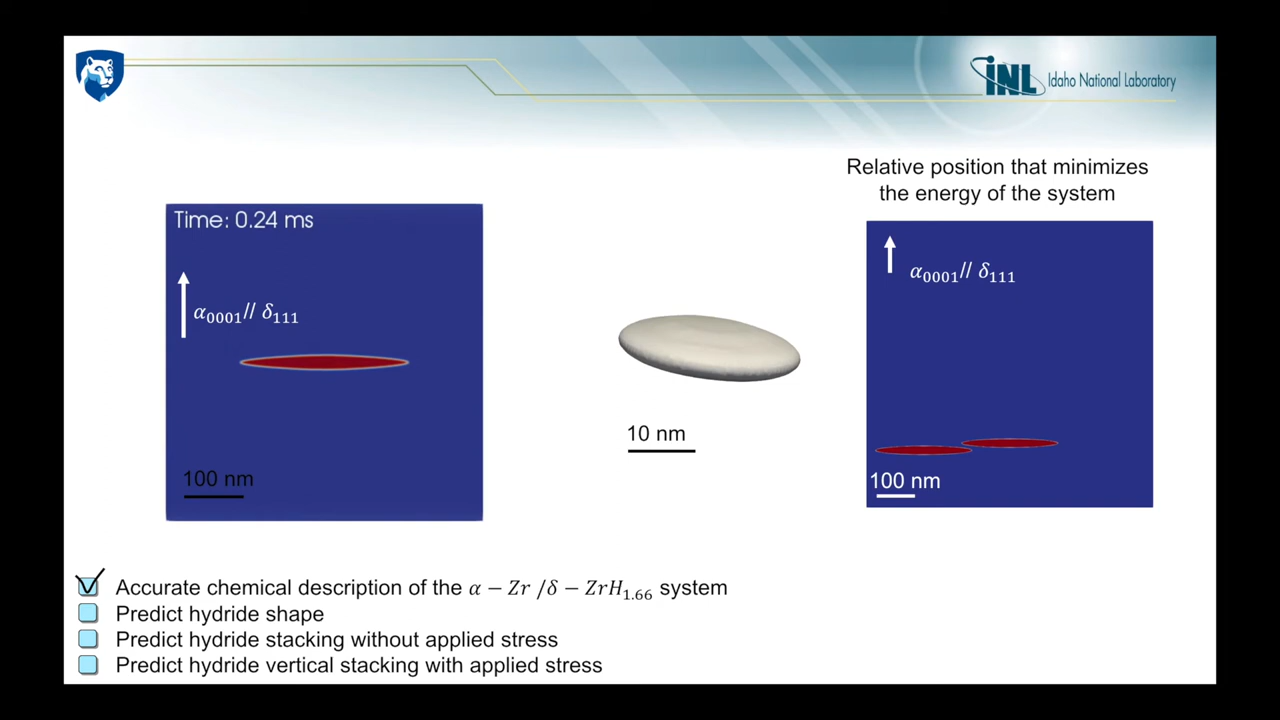 INL Idaho National Laboratory
Relative position that minimizes
the energy of the system
Time: 0.24 ms
α₀₀₀₁// δ₁₁₁
100 nm
10 nm
α₀₀₀₁// δ₁₁₁
100 nm
Accurate chemical description of the α − Zr /δ − ZrH₁.₆₆ system
Predict hydride shape
Predict hydride stacking without applied stress
Predict hydride vertical stacking with applied stress